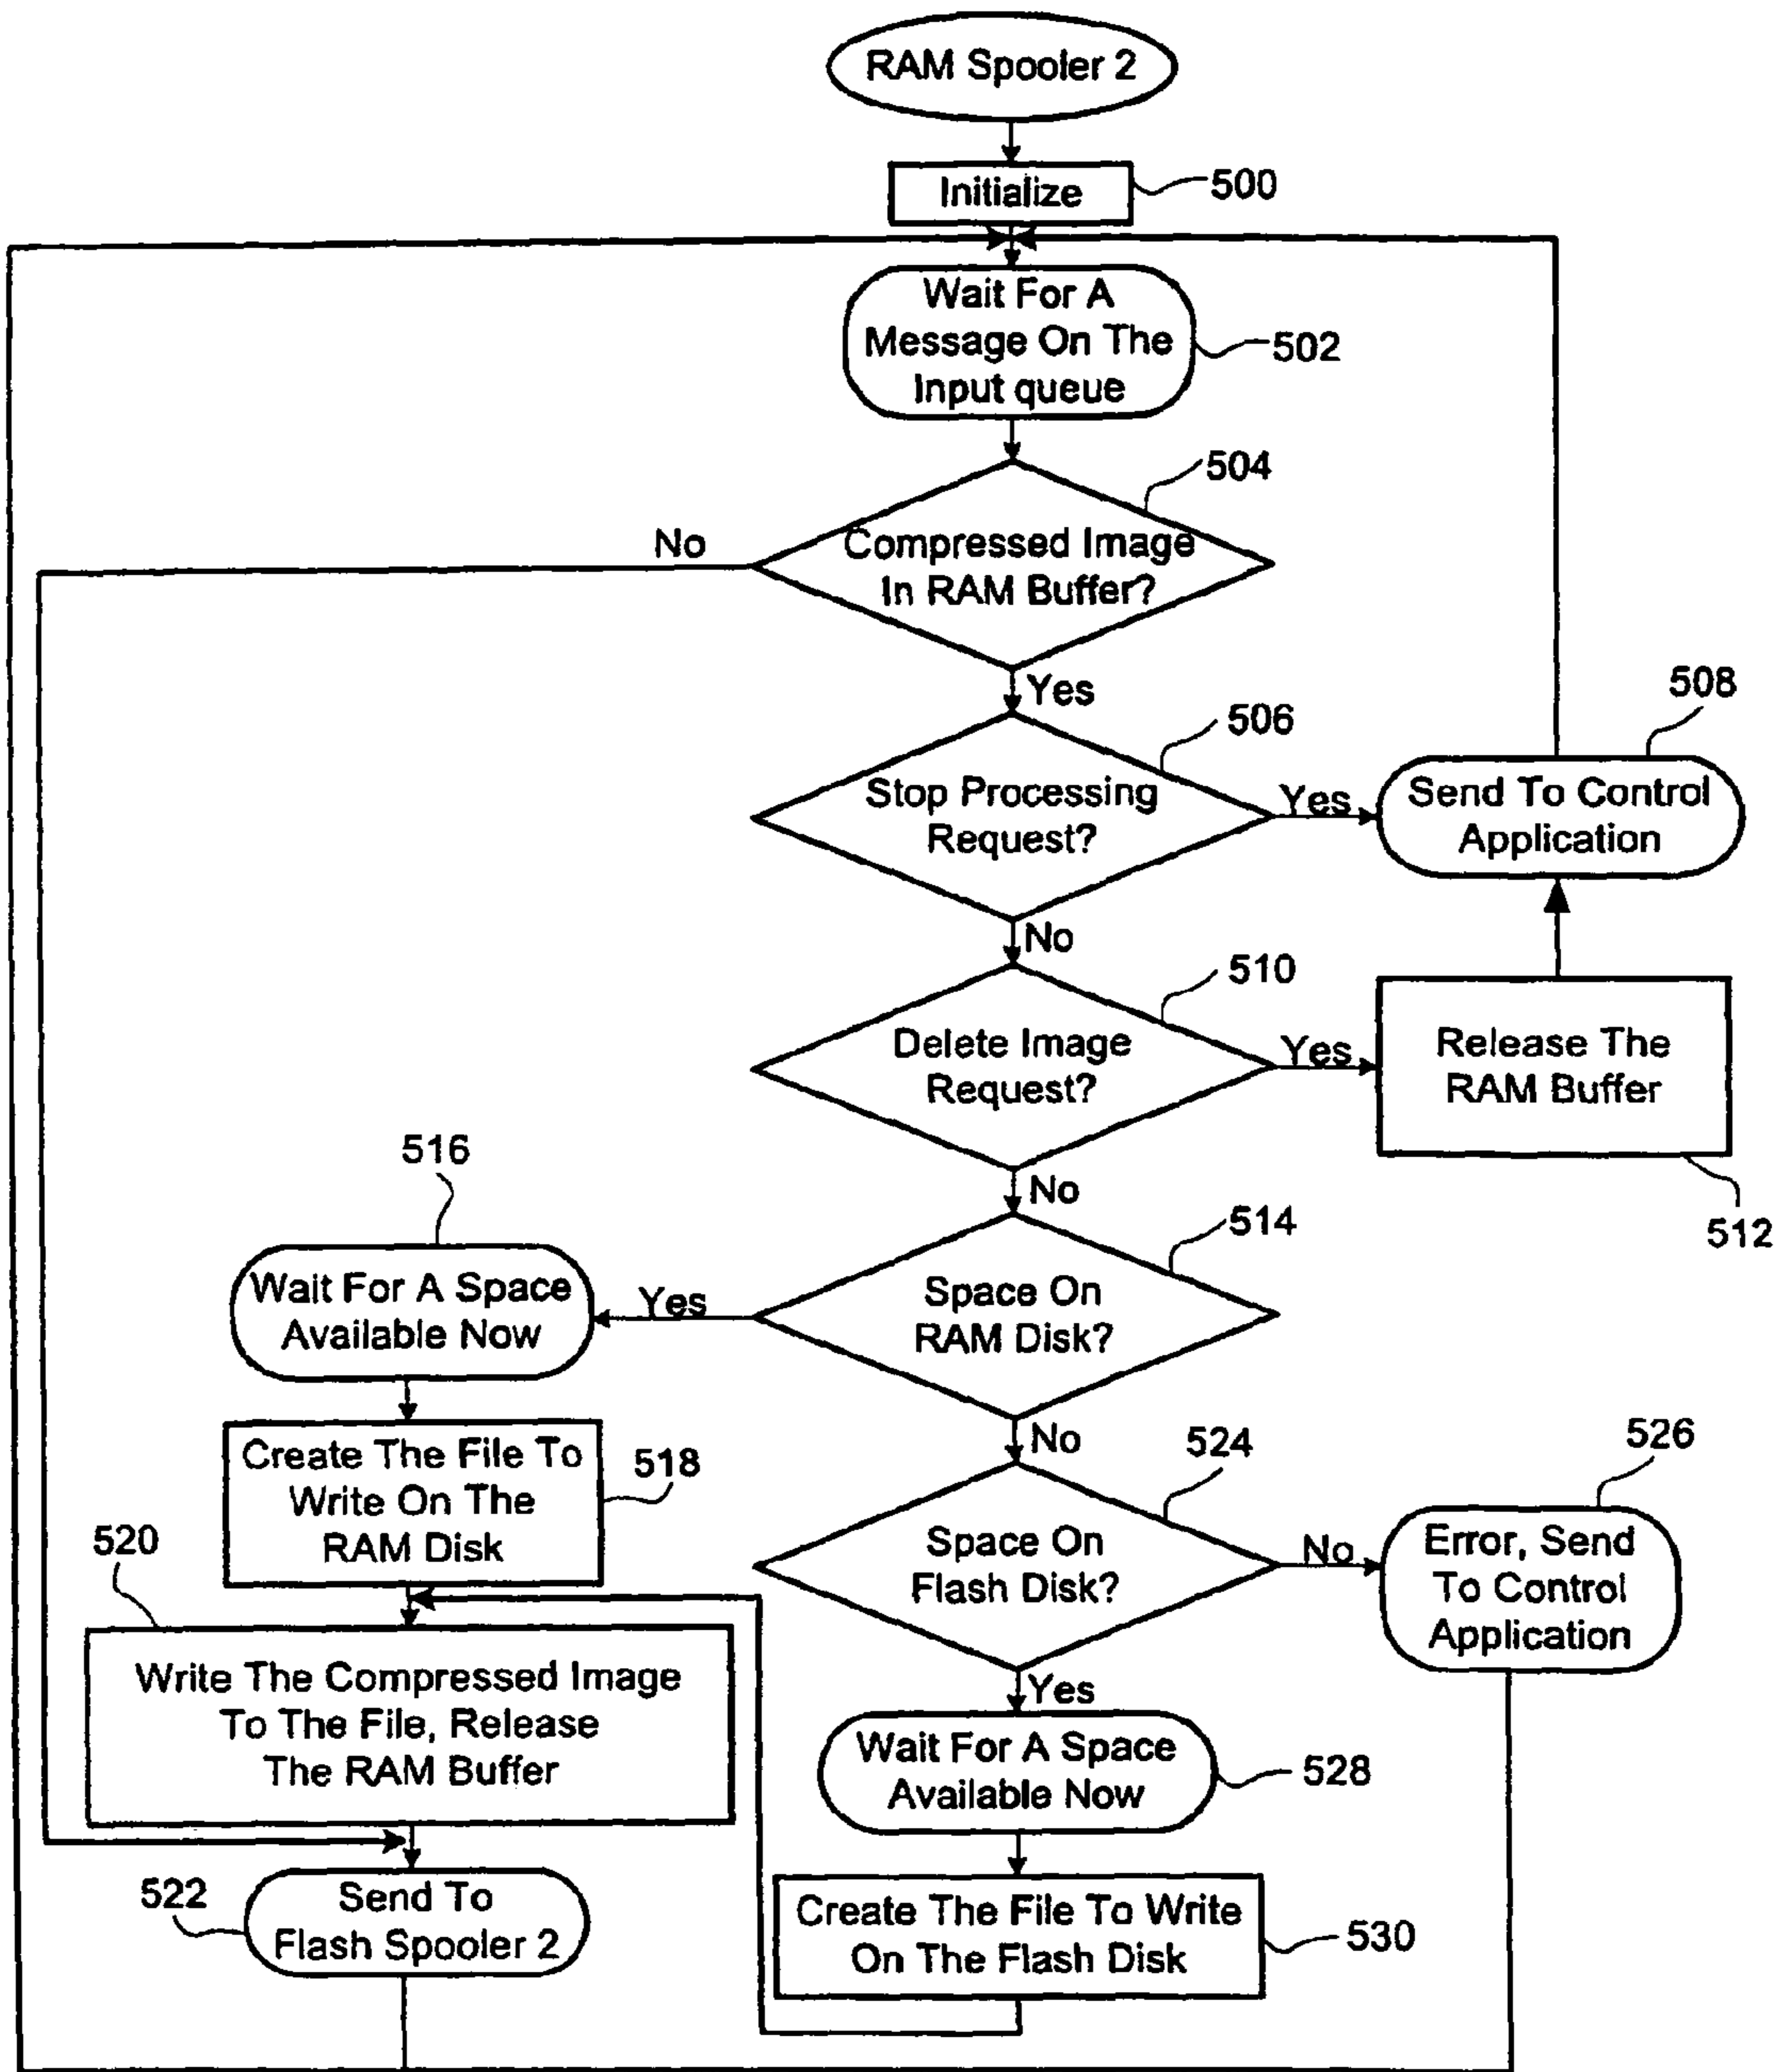 RAM Spooler 2
Initialize
500
Wait For A
Message On The
Input queue
502
504
No
Compressed Image
In RAM Buffer?
Yes
506
508
Stop Processing
Request?
Yes
Send To Control
Application
No
510
Delete Image
Request?
Yes
Release The
RAM Buffer
512
516
No
514
Wait For A Space
Available Now
Yes
Space On
RAM Disk?
No
524
526
Create The File To
Write On The
RAM Disk
518
520
Space On
Flash Disk?
No
Error, Send
To Control
Application
Write The Compressed Image
To The File, Release
The RAM Buffer
Yes
Wait For A Space
Available Now
528
522
Send To
Flash Spooler 2
Create The File To Write
On The Flash Disk
530